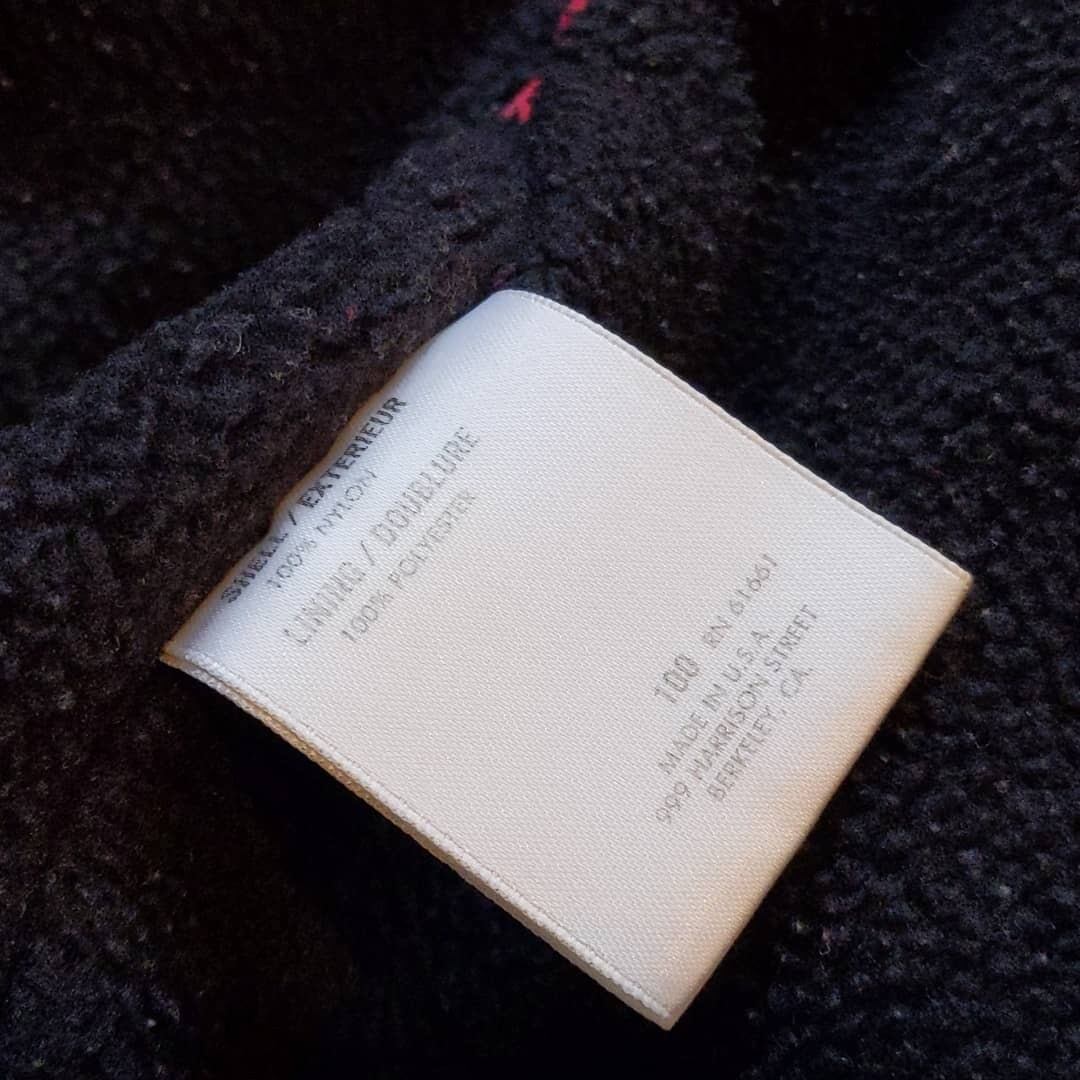 SHELL / EXTERIEUR
100% NYLON
LINING / DOUBLURE
100% POLYESTER
100 RN 61661
MADE IN U.S.A.
999 HARRISON STREET
BERKELEY, CA.